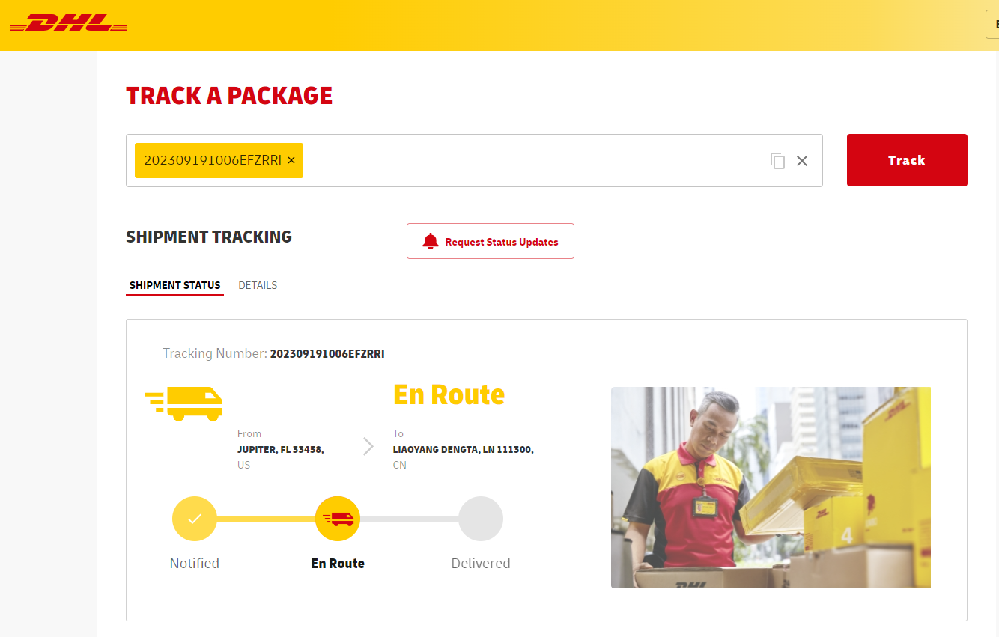 DHL
TRACK A PACKAGE
202309191006EFZRRI ×
Track
SHIPMENT TRACKING
Request Status Updates
SHIPMENT STATUS DETAILS
Tracking Number: 202309191006EFZRRI
En Route
From
JUPITER, FL 33458,
US
To
LIAOYANG DENGTA, LN 111300,
CN
Notified
En Route
Delivered
DHL
4
DHL